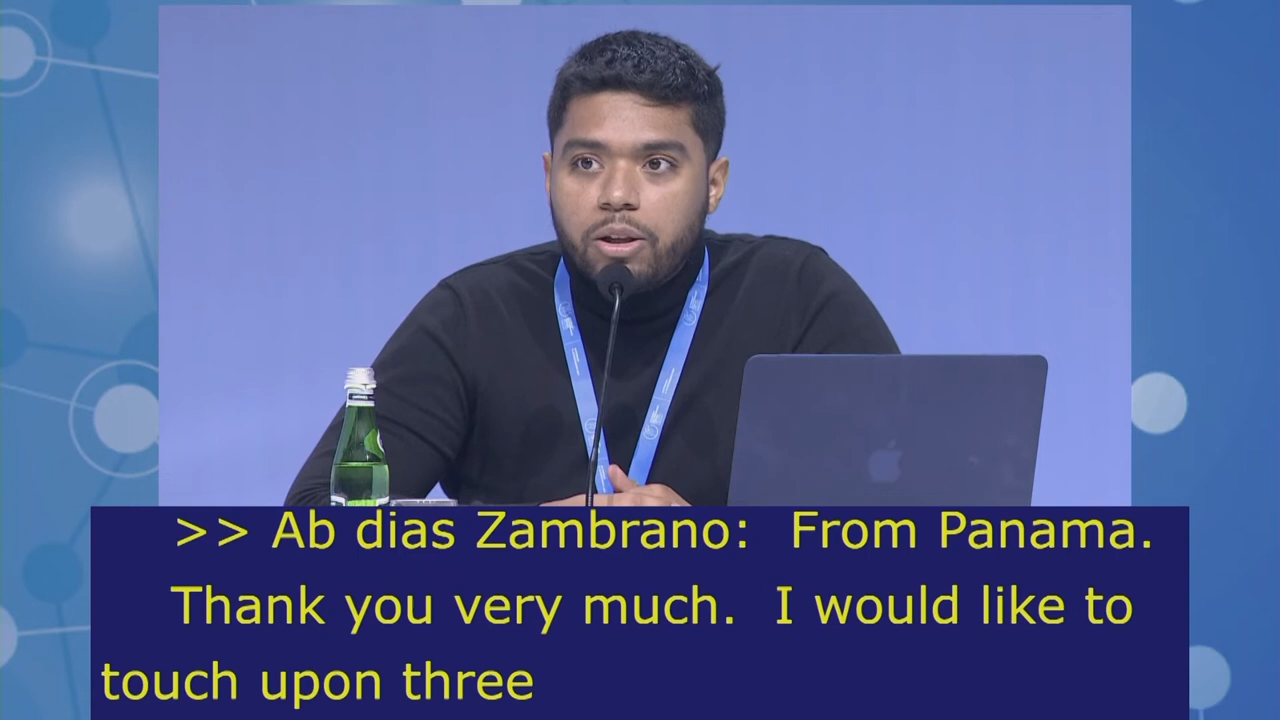 >> Ab dias Zambrano:  From Panama.
Thank you very much.  I would like to
touch upon three